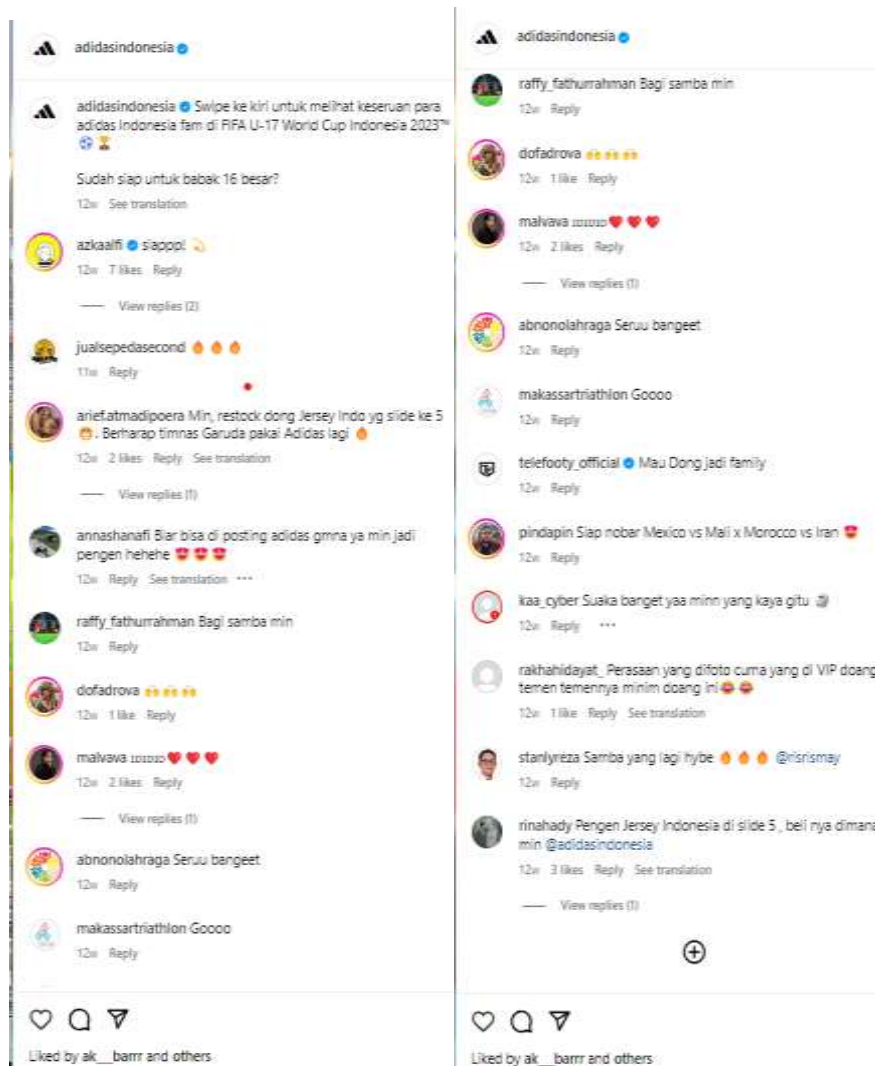 adidasindonesia
adidasindonesia Swipe ke kiri untuk melihat keseruan para
adidas Indonesia fam di FIFA U-17 World Cup Indonesia 2023™
⚽🏆
Sudah siap untuk babak 16 besar?
12w See translation
azkaalfi siappp! 💫
12w 7 likes Reply
View replies (2)
jualsepedasecond 🔥🔥🔥
11w Reply
arief.atmadipoera Min, restock dong Jersey Indo yg slide ke 5
. Berharap timnas Garuda pakai Adidas lagi 🔥
12w 2 likes Reply See translation
View replies (1)
annashanafi Biar bisa di posting adidas gmna ya min jadi
pengen hehehe 😍😍😍
12w Reply See translation •••
raffy_fathurrahman Bagi samba min
12w Reply
dofadrova 🙌🙌🙌
12w 1 like Reply
malvava IDIDID❤❤❤
12w 2 likes Reply
View replies (1)
abnonolahraga Seruu bangeet
12w Reply
makassartriathlon Goooo
12w Reply
Liked by ak__barrr and others
adidasindonesia
raffy_fathurrahman Bagi samba min
12w Reply
dofadrova 🙌🙌🙌
12w 1 like Reply
malvava IDIDID❤❤❤
12w 2 likes Reply
View replies (1)
abnonolahraga Seruu bangeet
12w Reply
makassartriathlon Goooo
12w Reply
telefooty_official Mau Dong jadi family
12w Reply
pindapin Siap nobar Mexico vs Mali x Morocco vs Iran 😍
12w Reply
kaa_cyber Suaka banget yaa minn yang kaya gitu
12w Reply •••
rakhahidayat_ Perasaan yang difoto cuma yang di VIP doang
temen temennya mimin doang ini😂😂
12w 1 like Reply See translation
stanlyreza Samba yang lagi hybe 🔥🔥🔥 @risrismay
12w Reply
rinahady Pengen Jersey Indonesia di slide 5 , beli nya dimana
min @adidasindonesia
12w 3 likes Reply See translation
View replies (1)
Liked by ak__barrr and others